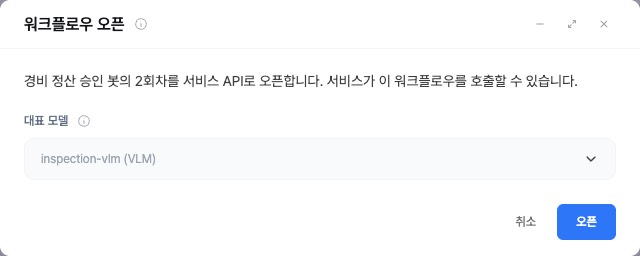 워크플로우 오픈
경비 정산 승인 봇의 2회차를 서비스 API로 오픈합니다. 서비스가 이 워크플로우를 호출할 수 있습니다.
대표 모델
inspection-vlm (VLM)
취소
오픈